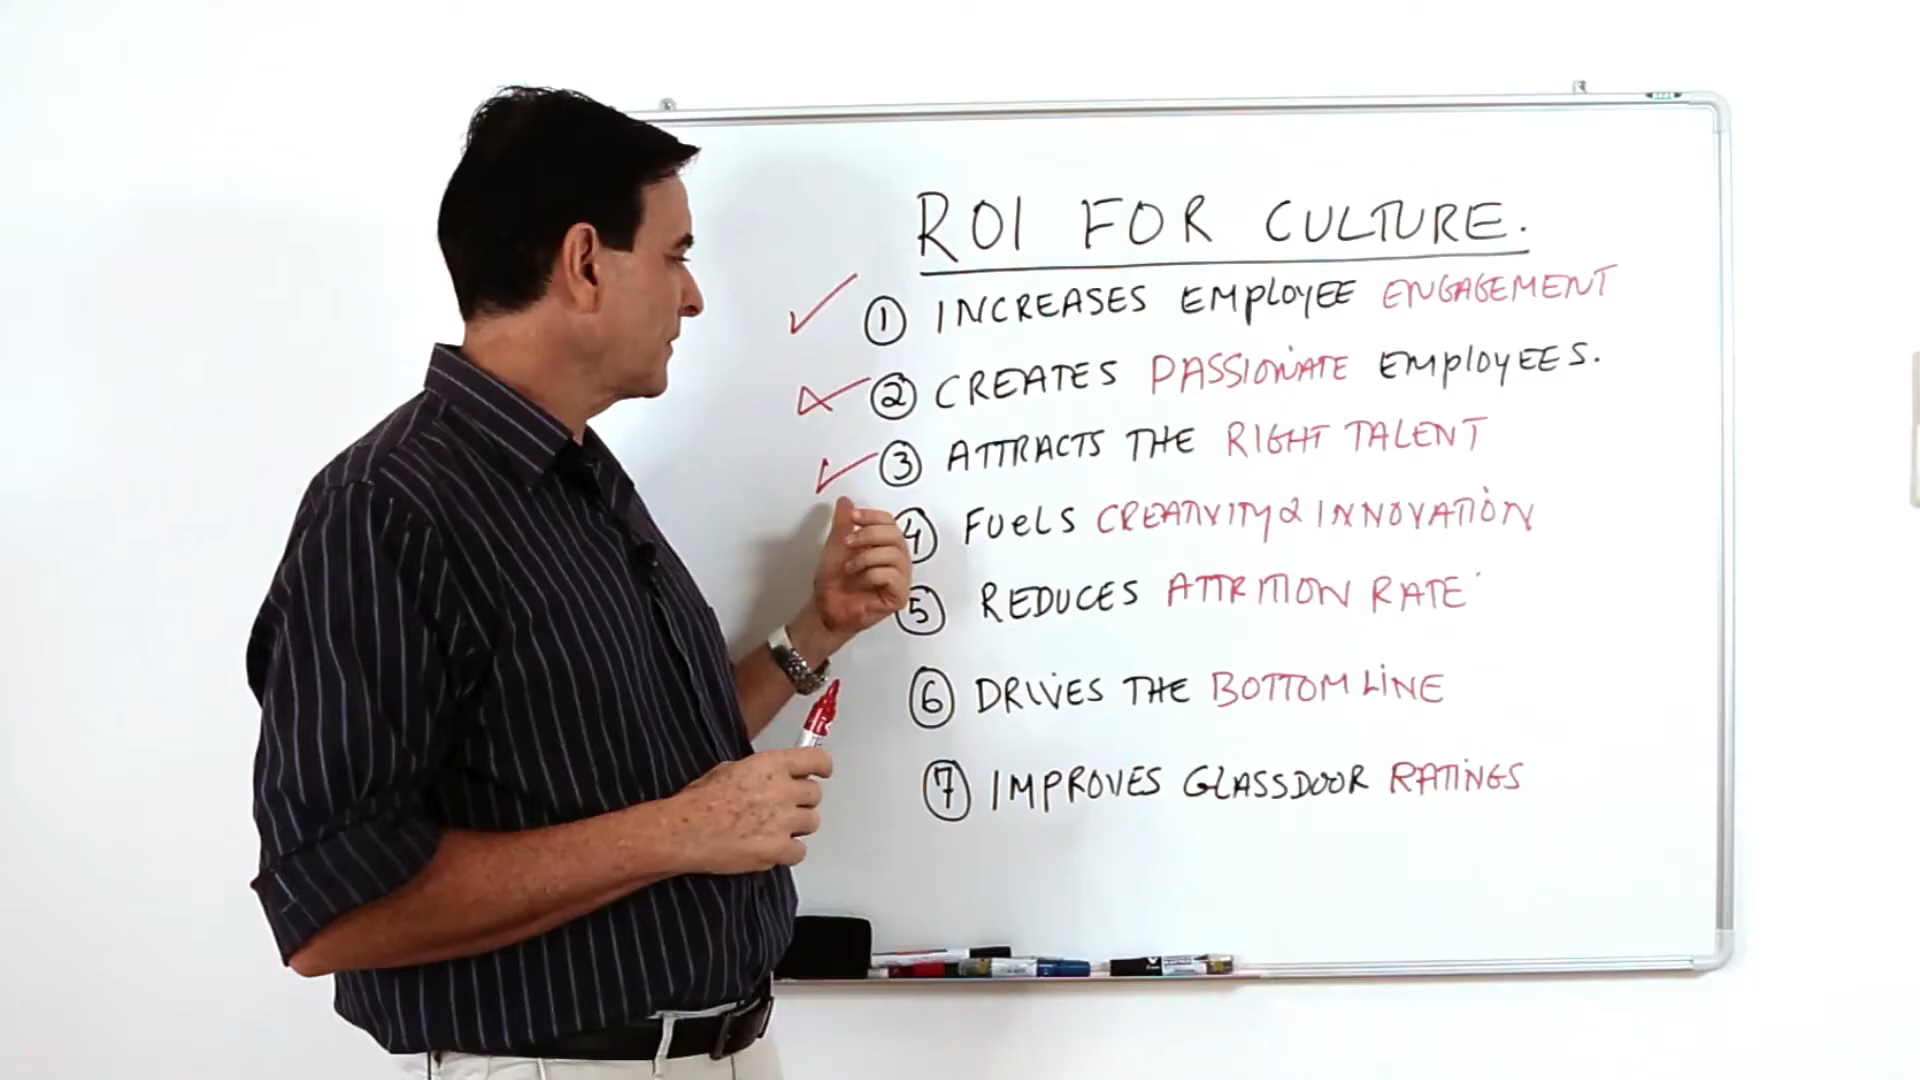 ROI FOR CULTURE.
① INCREASES EMPLOYEE ENGAGEMENT
② CREATES PASSIONATE EMPLOYEES.
③ ATTRACTS THE RIGHT TALENT
④ FUELS CREATIVITY & INNOVATION
⑤ REDUCES ATTRITION RATE
⑥ DRIVES THE BOTTOM LINE
⑦ IMPROVES GLASSDOOR RATINGS